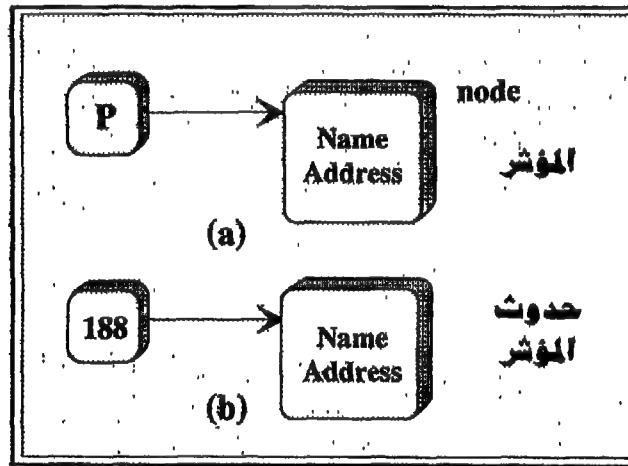 node
P
Name
Address
المؤشر
(a)
188
Name
Address
حدوث
المؤشر
(b)